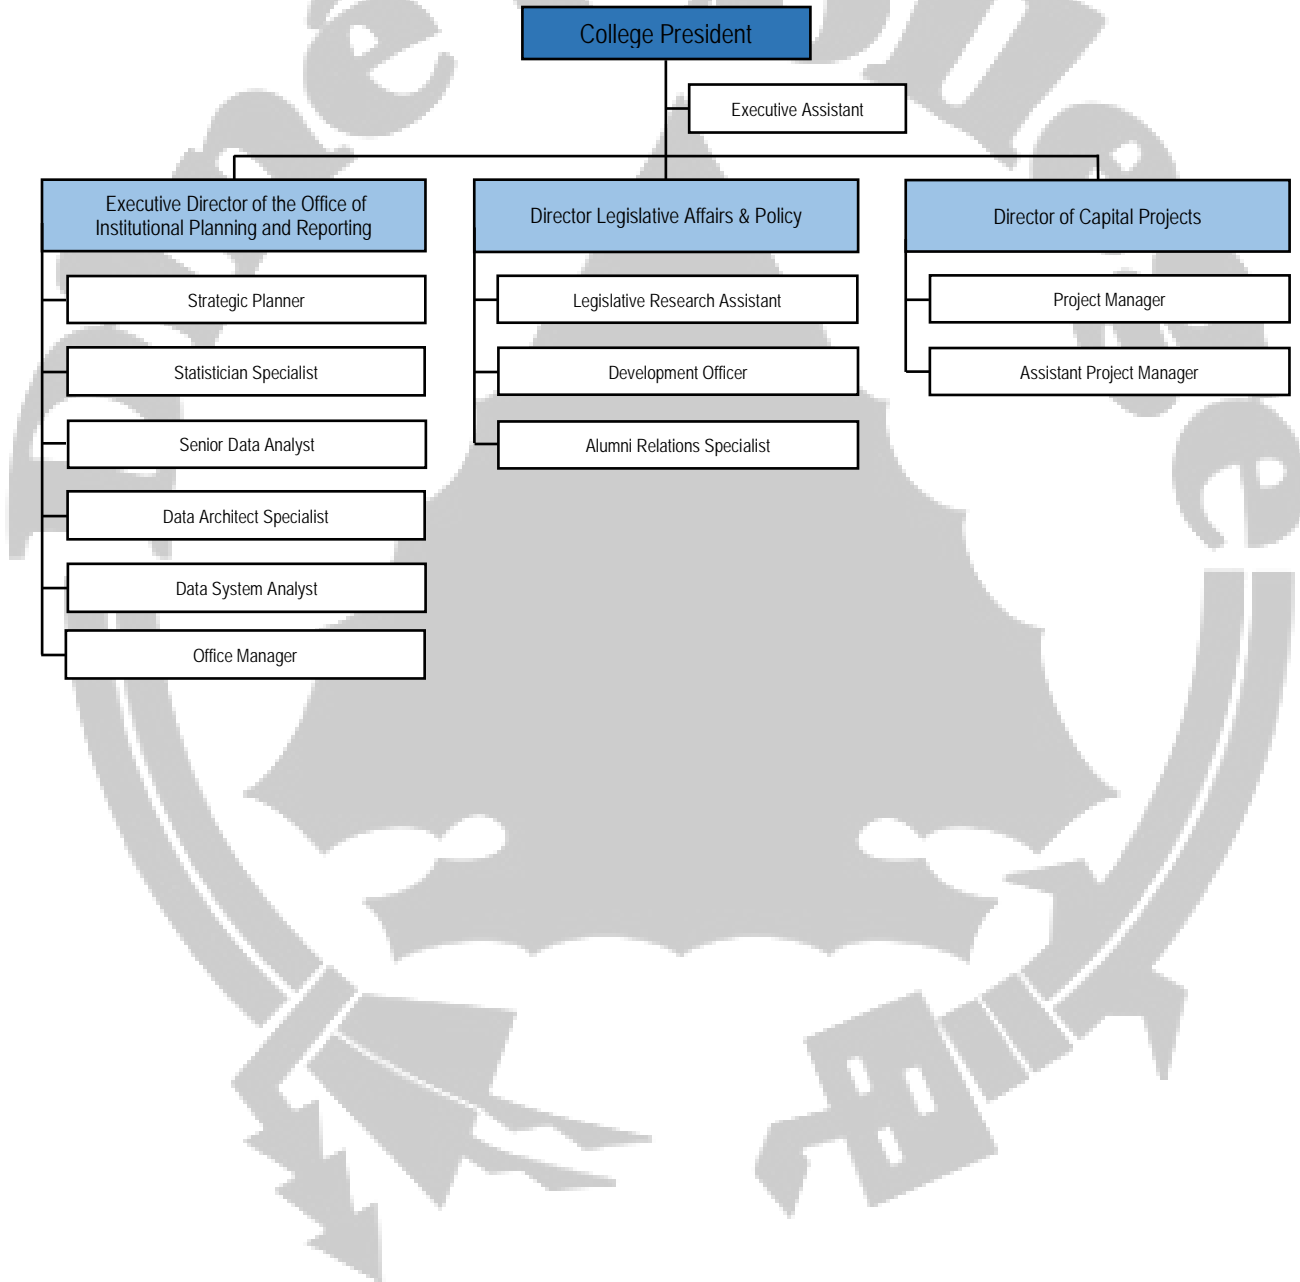 College President
Executive Assistant
Executive Director of the Office of
Institutional Planning and Reporting
Director Legislative Affairs & Policy
Director of Capital Projects
Strategic Planner
Legislative Research Assistant
Project Manager
Statistician Specialist
Development Officer
Assistant Project Manager
Senior Data Analyst
Alumni Relations Specialist
Data Architect Specialist
Data System Analyst
Office Manager